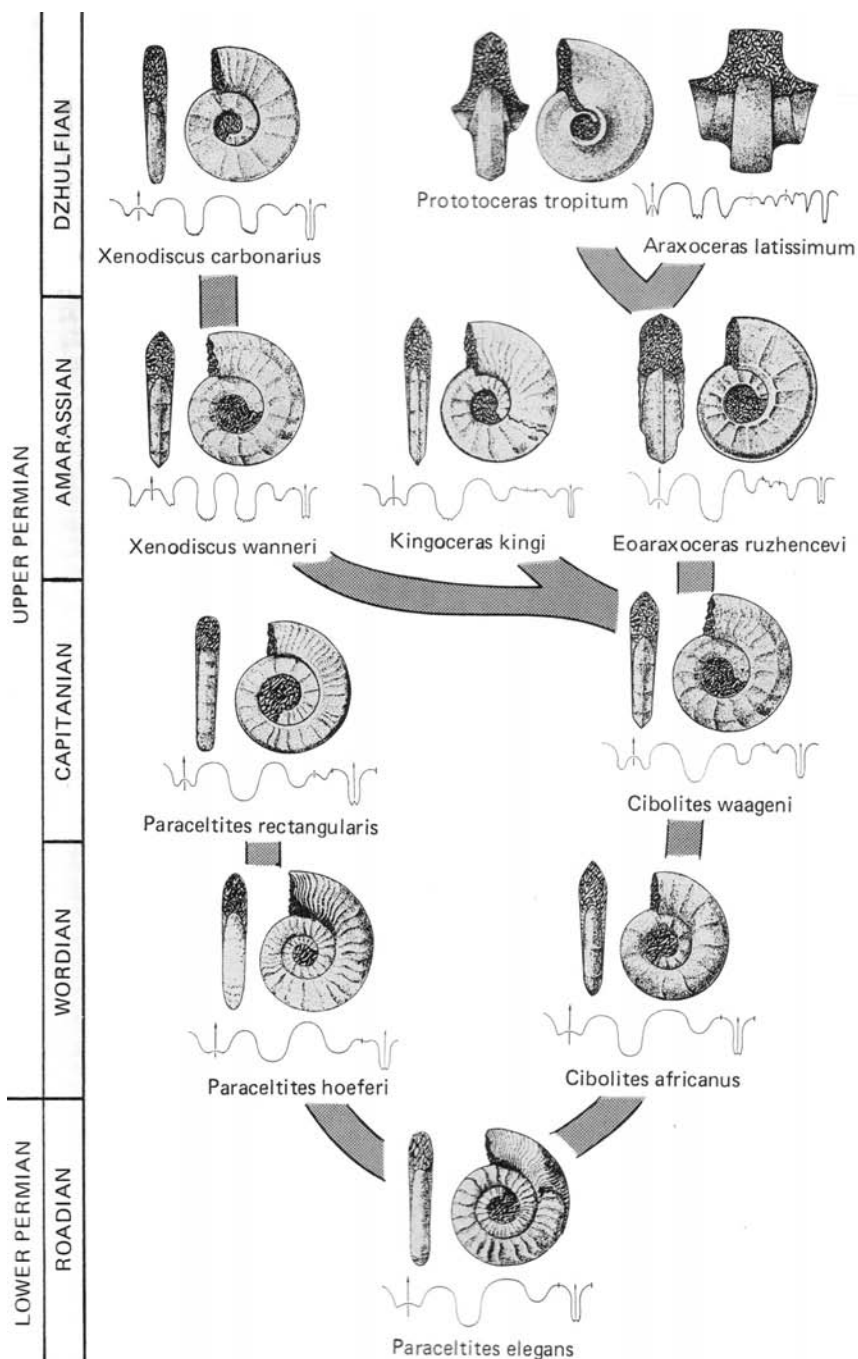 UPPER PERMIAN
LOWER PERMIAN
DZHULFIAN
AMARASSIAN
CAPITANIAN
WORDIAN
ROADIAN
Prototoceras tropitum
Xenodiscus carbonarius
Araxoceras latissimum
Xenodiscus wanneri
Kingoceras kingi
Eoaraxoceras ruzhencevi
Paraceltites rectangularis
Cibolites waageni
Paraceltites hoeferi
Cibolites africanus
Paraceltites elegans